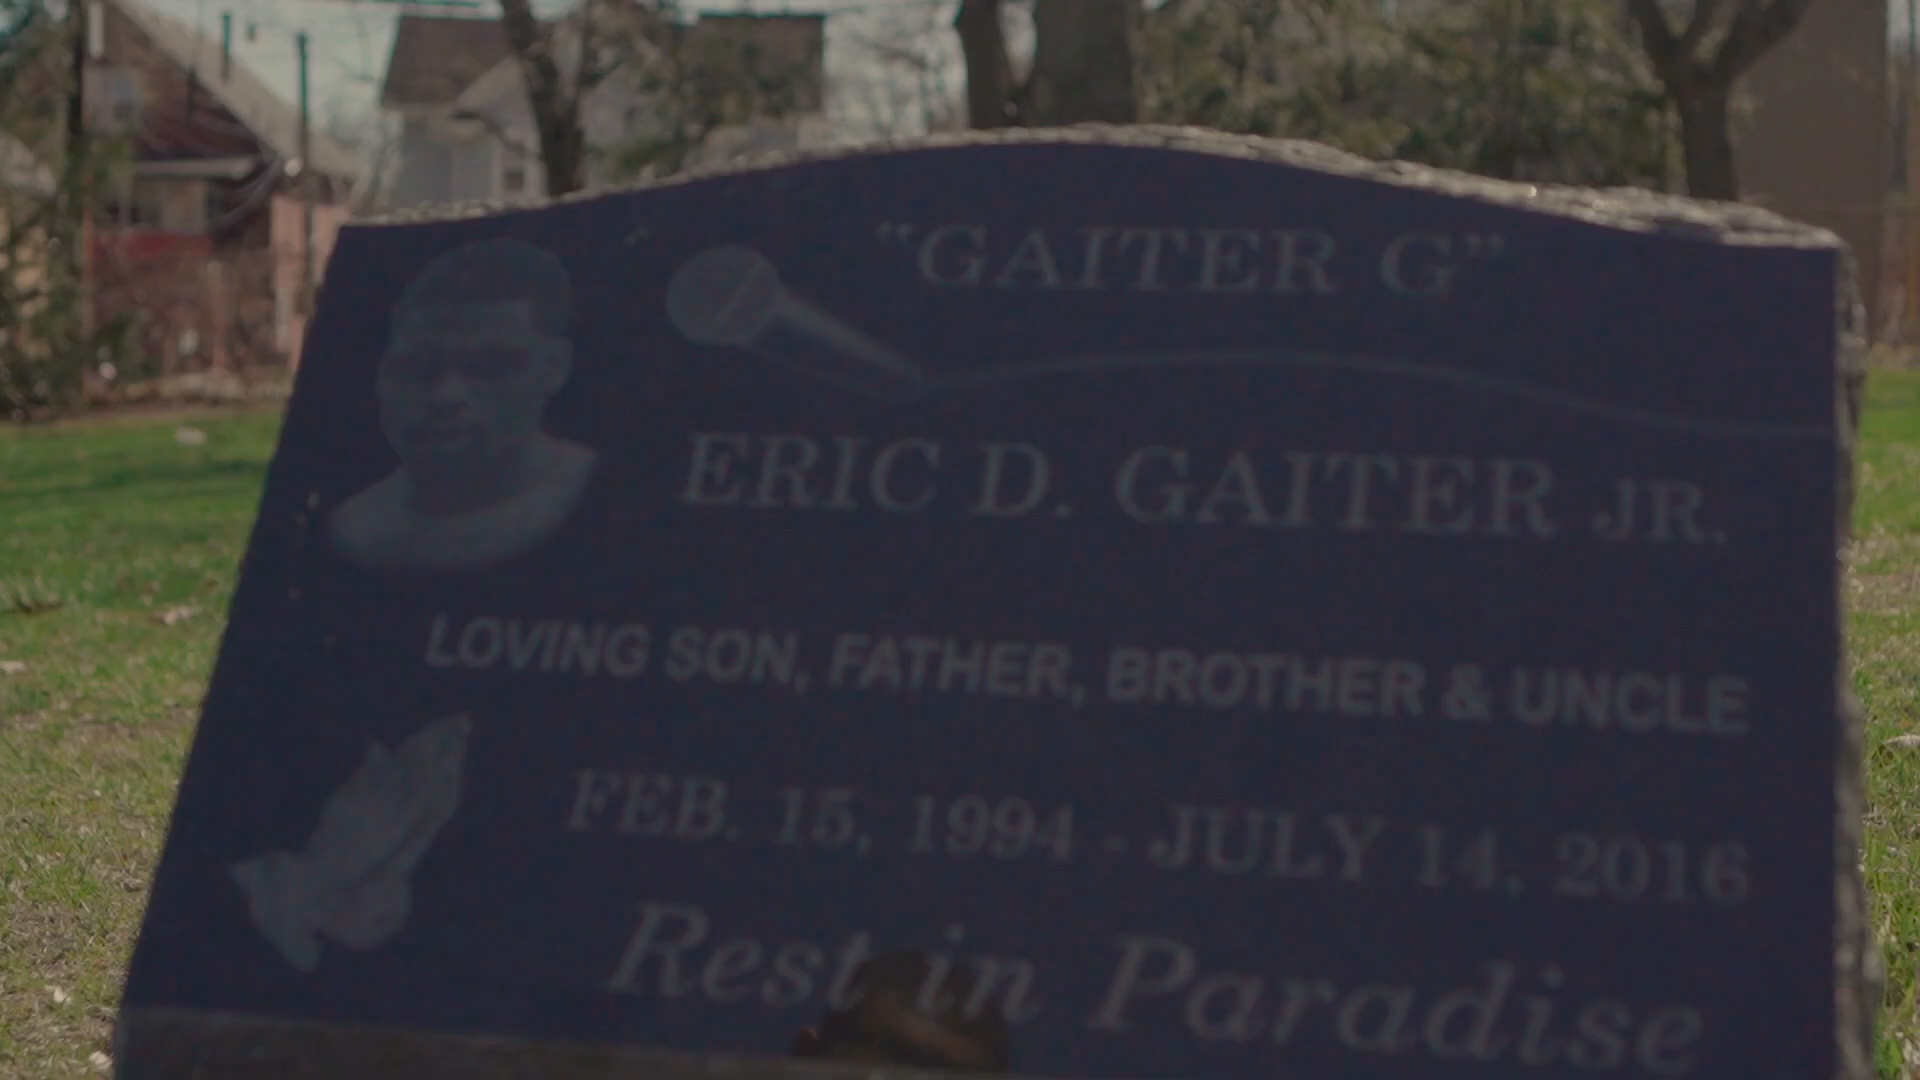 "GAITER G"
ERIC D. GAITER JR.
LOVING SON, FATHER, BROTHER & UNCLE
FEB. 15, 1994 - JULY 14, 2016
Rest in Paradise